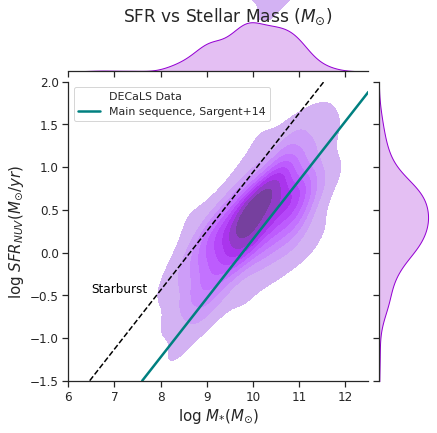 SFR vs Stellar Mass (M⊙)
DECaLS Data
Main sequence, Sargent+14
Starburst
2.0
1.5
1.0
0.5
0.0
−0.5
−1.0
−1.5
log SFR_NUV(M⊙/yr)
6 7 8 9 10 11 12
log M*(M⊙)